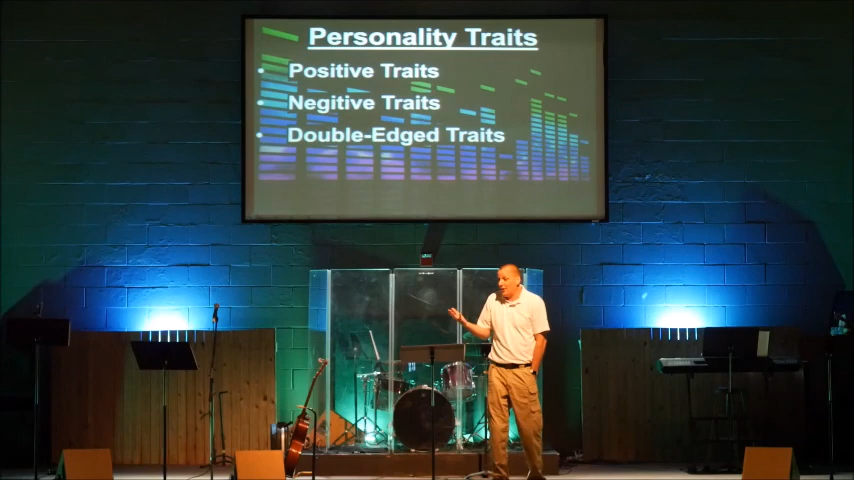 Personality Traits
• Positive Traits
• Negitive Traits
• Double-Edged Traits